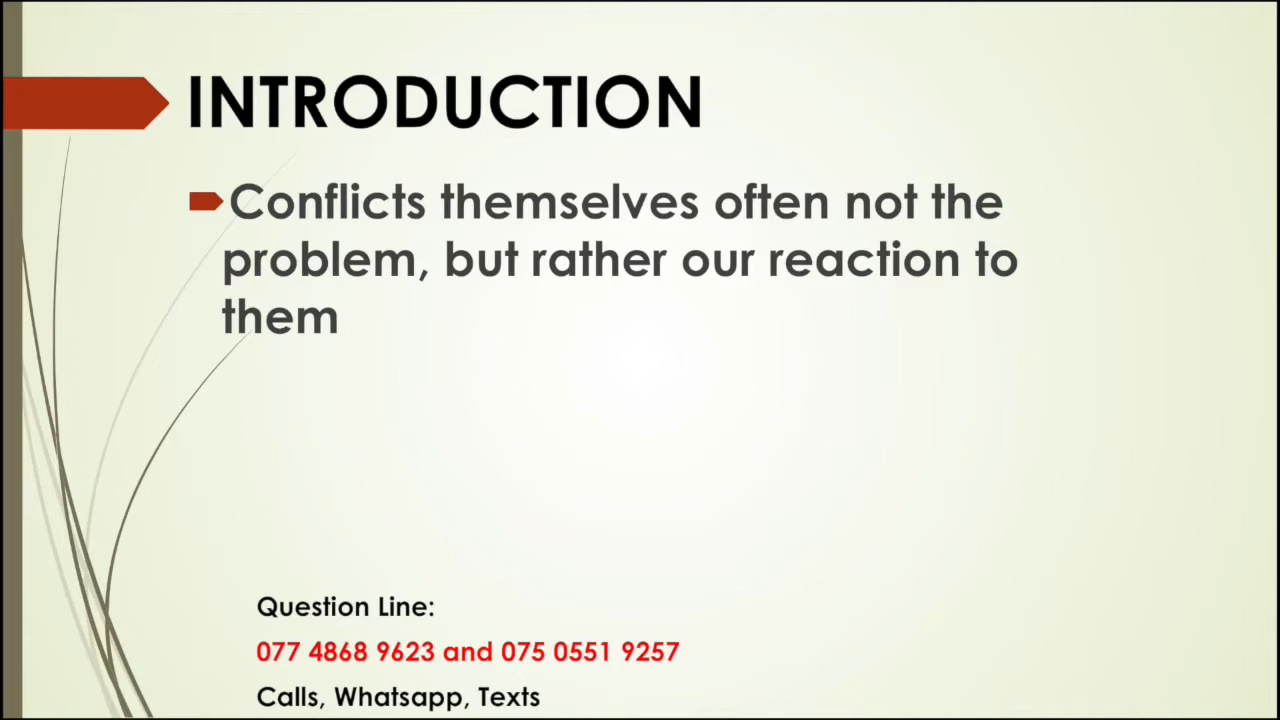 INTRODUCTION
Conflicts themselves often not the
problem, but rather our reaction to
them
Question Line:
077 4868 9623 and 075 0551 9257
Calls, Whatsapp, Texts